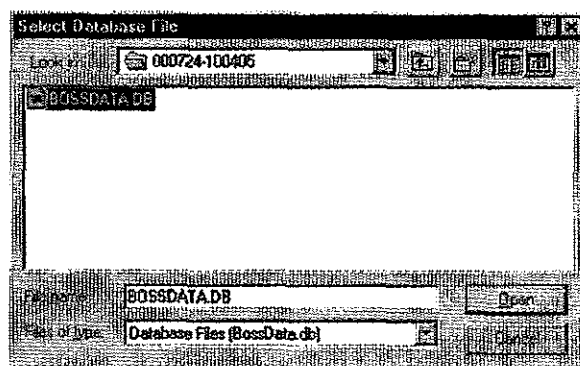 Select Database File
Look in: 000724-100406
BOSSDATA.DB
File name: BOSSDATA.DB
Open
Files of type: Database Files (BossData.db)
Cancel